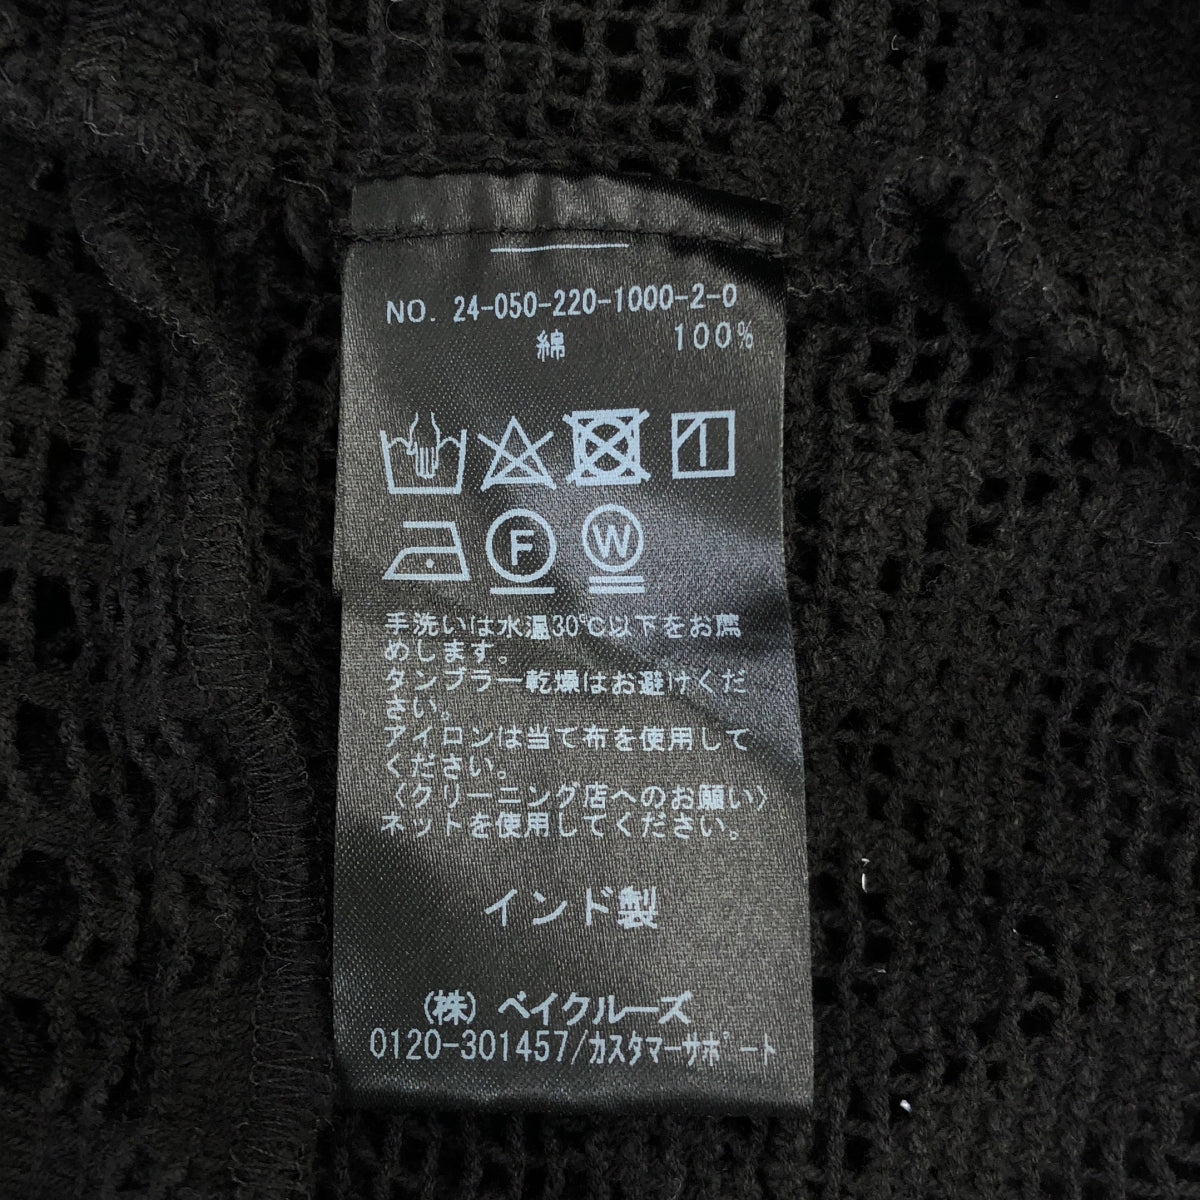 NO. 24-050-220-1000-2-0
綿 100%
F W
手洗いは水温30℃以下をお薦
めします。
タンブラー乾燥はお避けくだ
さい。
アイロンは当て布を使用して
ください。
〈クリーニング店へのお願い〉
ネットを使用してください。
インド製
(株) ベイクルーズ
0120-301457/カスタマーサポート